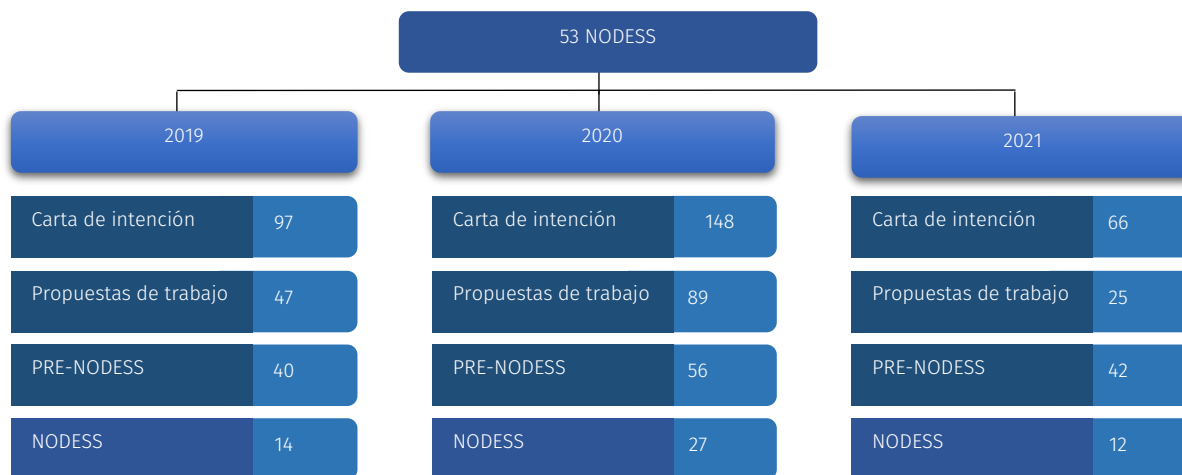 53 NODESS
2019
Carta de intención 97
Propuestas de trabajo 47
PRE-NODESS 40
NODESS 14
2020
Carta de intención 148
Propuestas de trabajo 89
PRE-NODESS 56
NODESS 27
2021
Carta de intención 66
Propuestas de trabajo 25
PRE-NODESS 42
NODESS 12